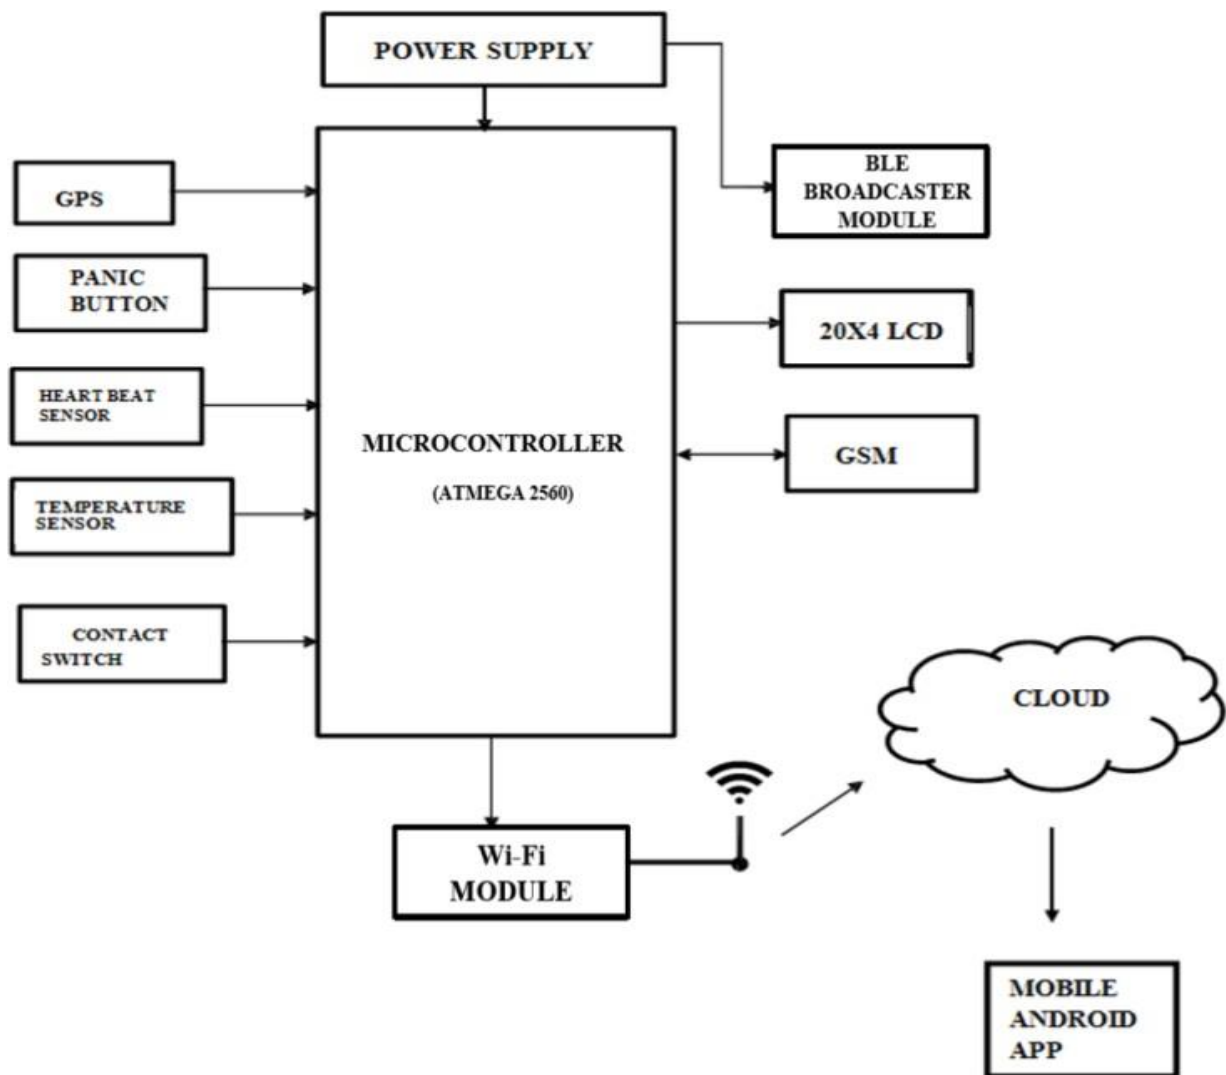 POWER SUPPLY
BLE
BROADCASTER
MODULE
GPS
PANIC
BUTTON
20X4 LCD
HEART BEAT
SENSOR
MICROCONTROLLER
(ATMEGA 2560)
GSM
TEMPERATURE
SENSOR
CONTACT
SWITCH
CLOUD
Wi-Fi
MODULE
MOBILE
ANDROID
APP